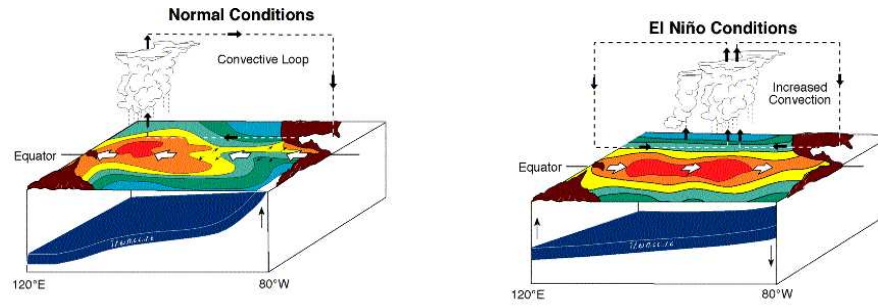 Normal Conditions
Convective Loop
Equator
120°E
80°W
El Niño Conditions
Increased
Convection
Equator
120°E
80°W